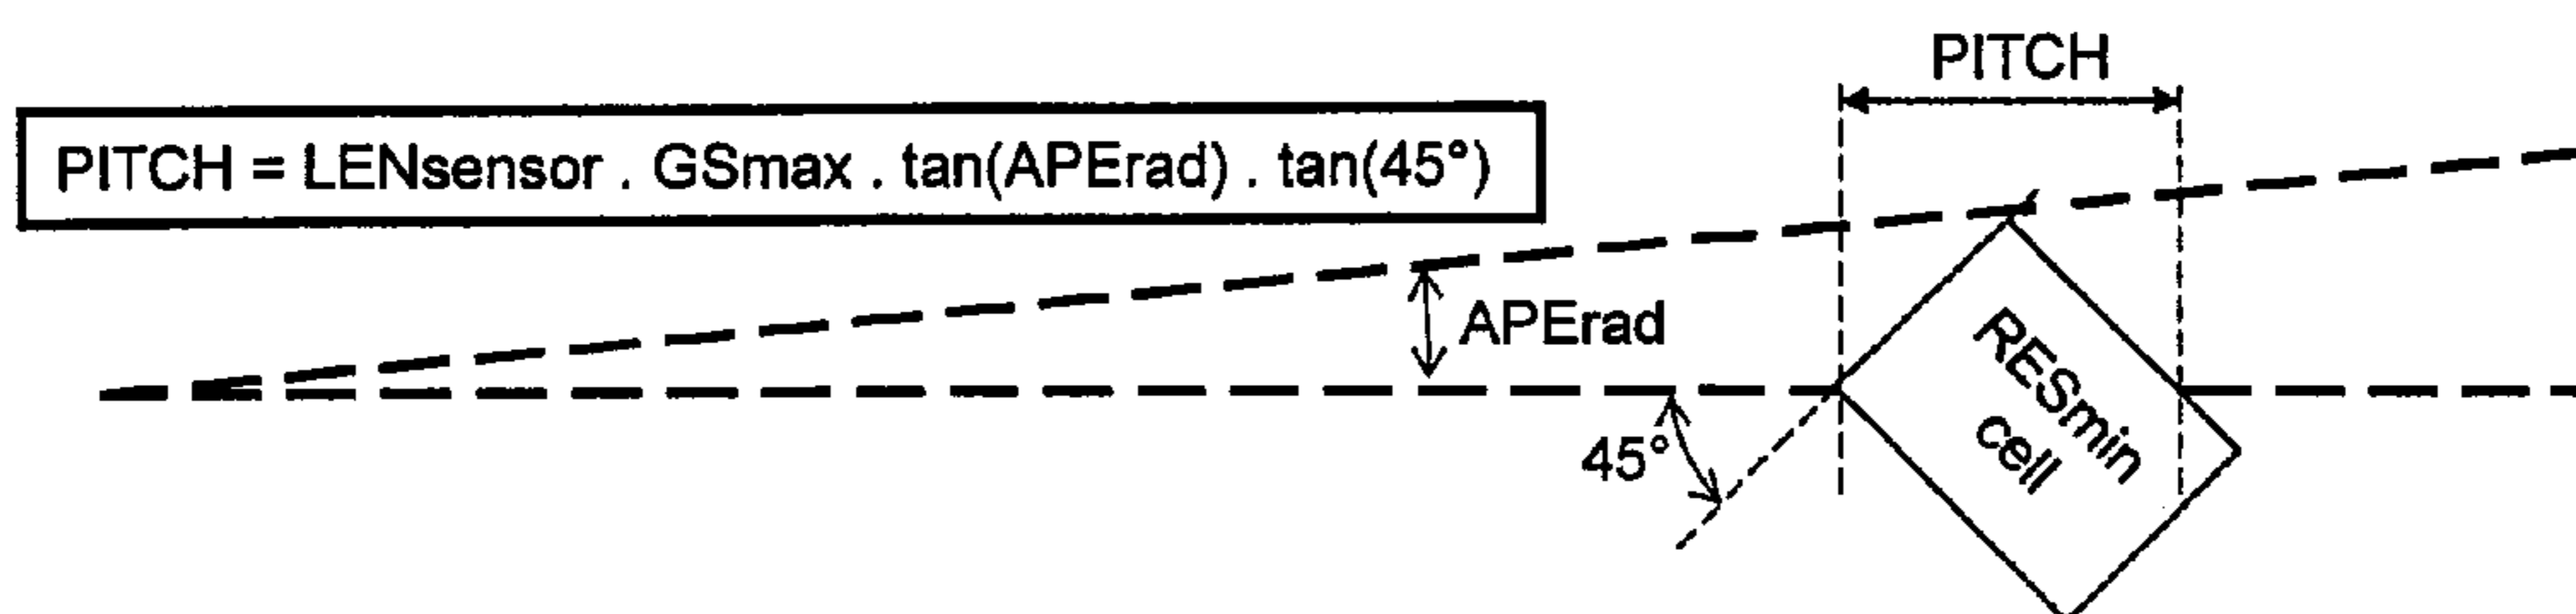 PITCH
PITCH = LENsensor . GSmax . tan(APErad) . tan(45°)
APErad
RESmin
cell
45°